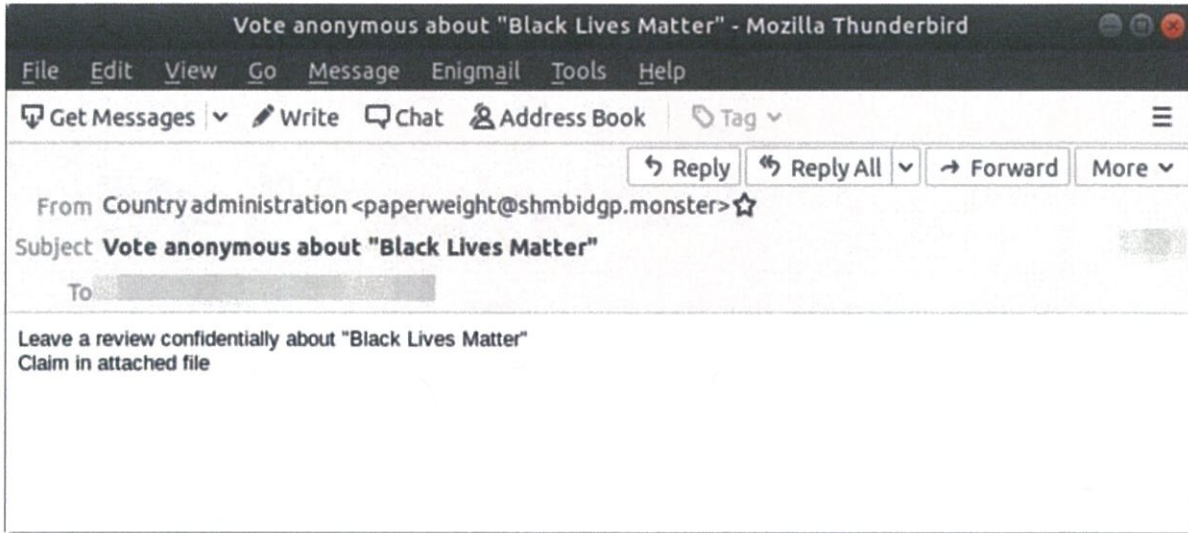 Vote anonymous about "Black Lives Matter" - Mozilla Thunderbird
File Edit View Go Message Enigmail Tools Help
Get Messages Write Chat Address Book Tag
Reply Reply All Forward More
From Country administration <paperweight@shmbidgp.monster>
Subject Vote anonymous about "Black Lives Matter"
To
Leave a review confidentially about "Black Lives Matter"
Claim in attached file